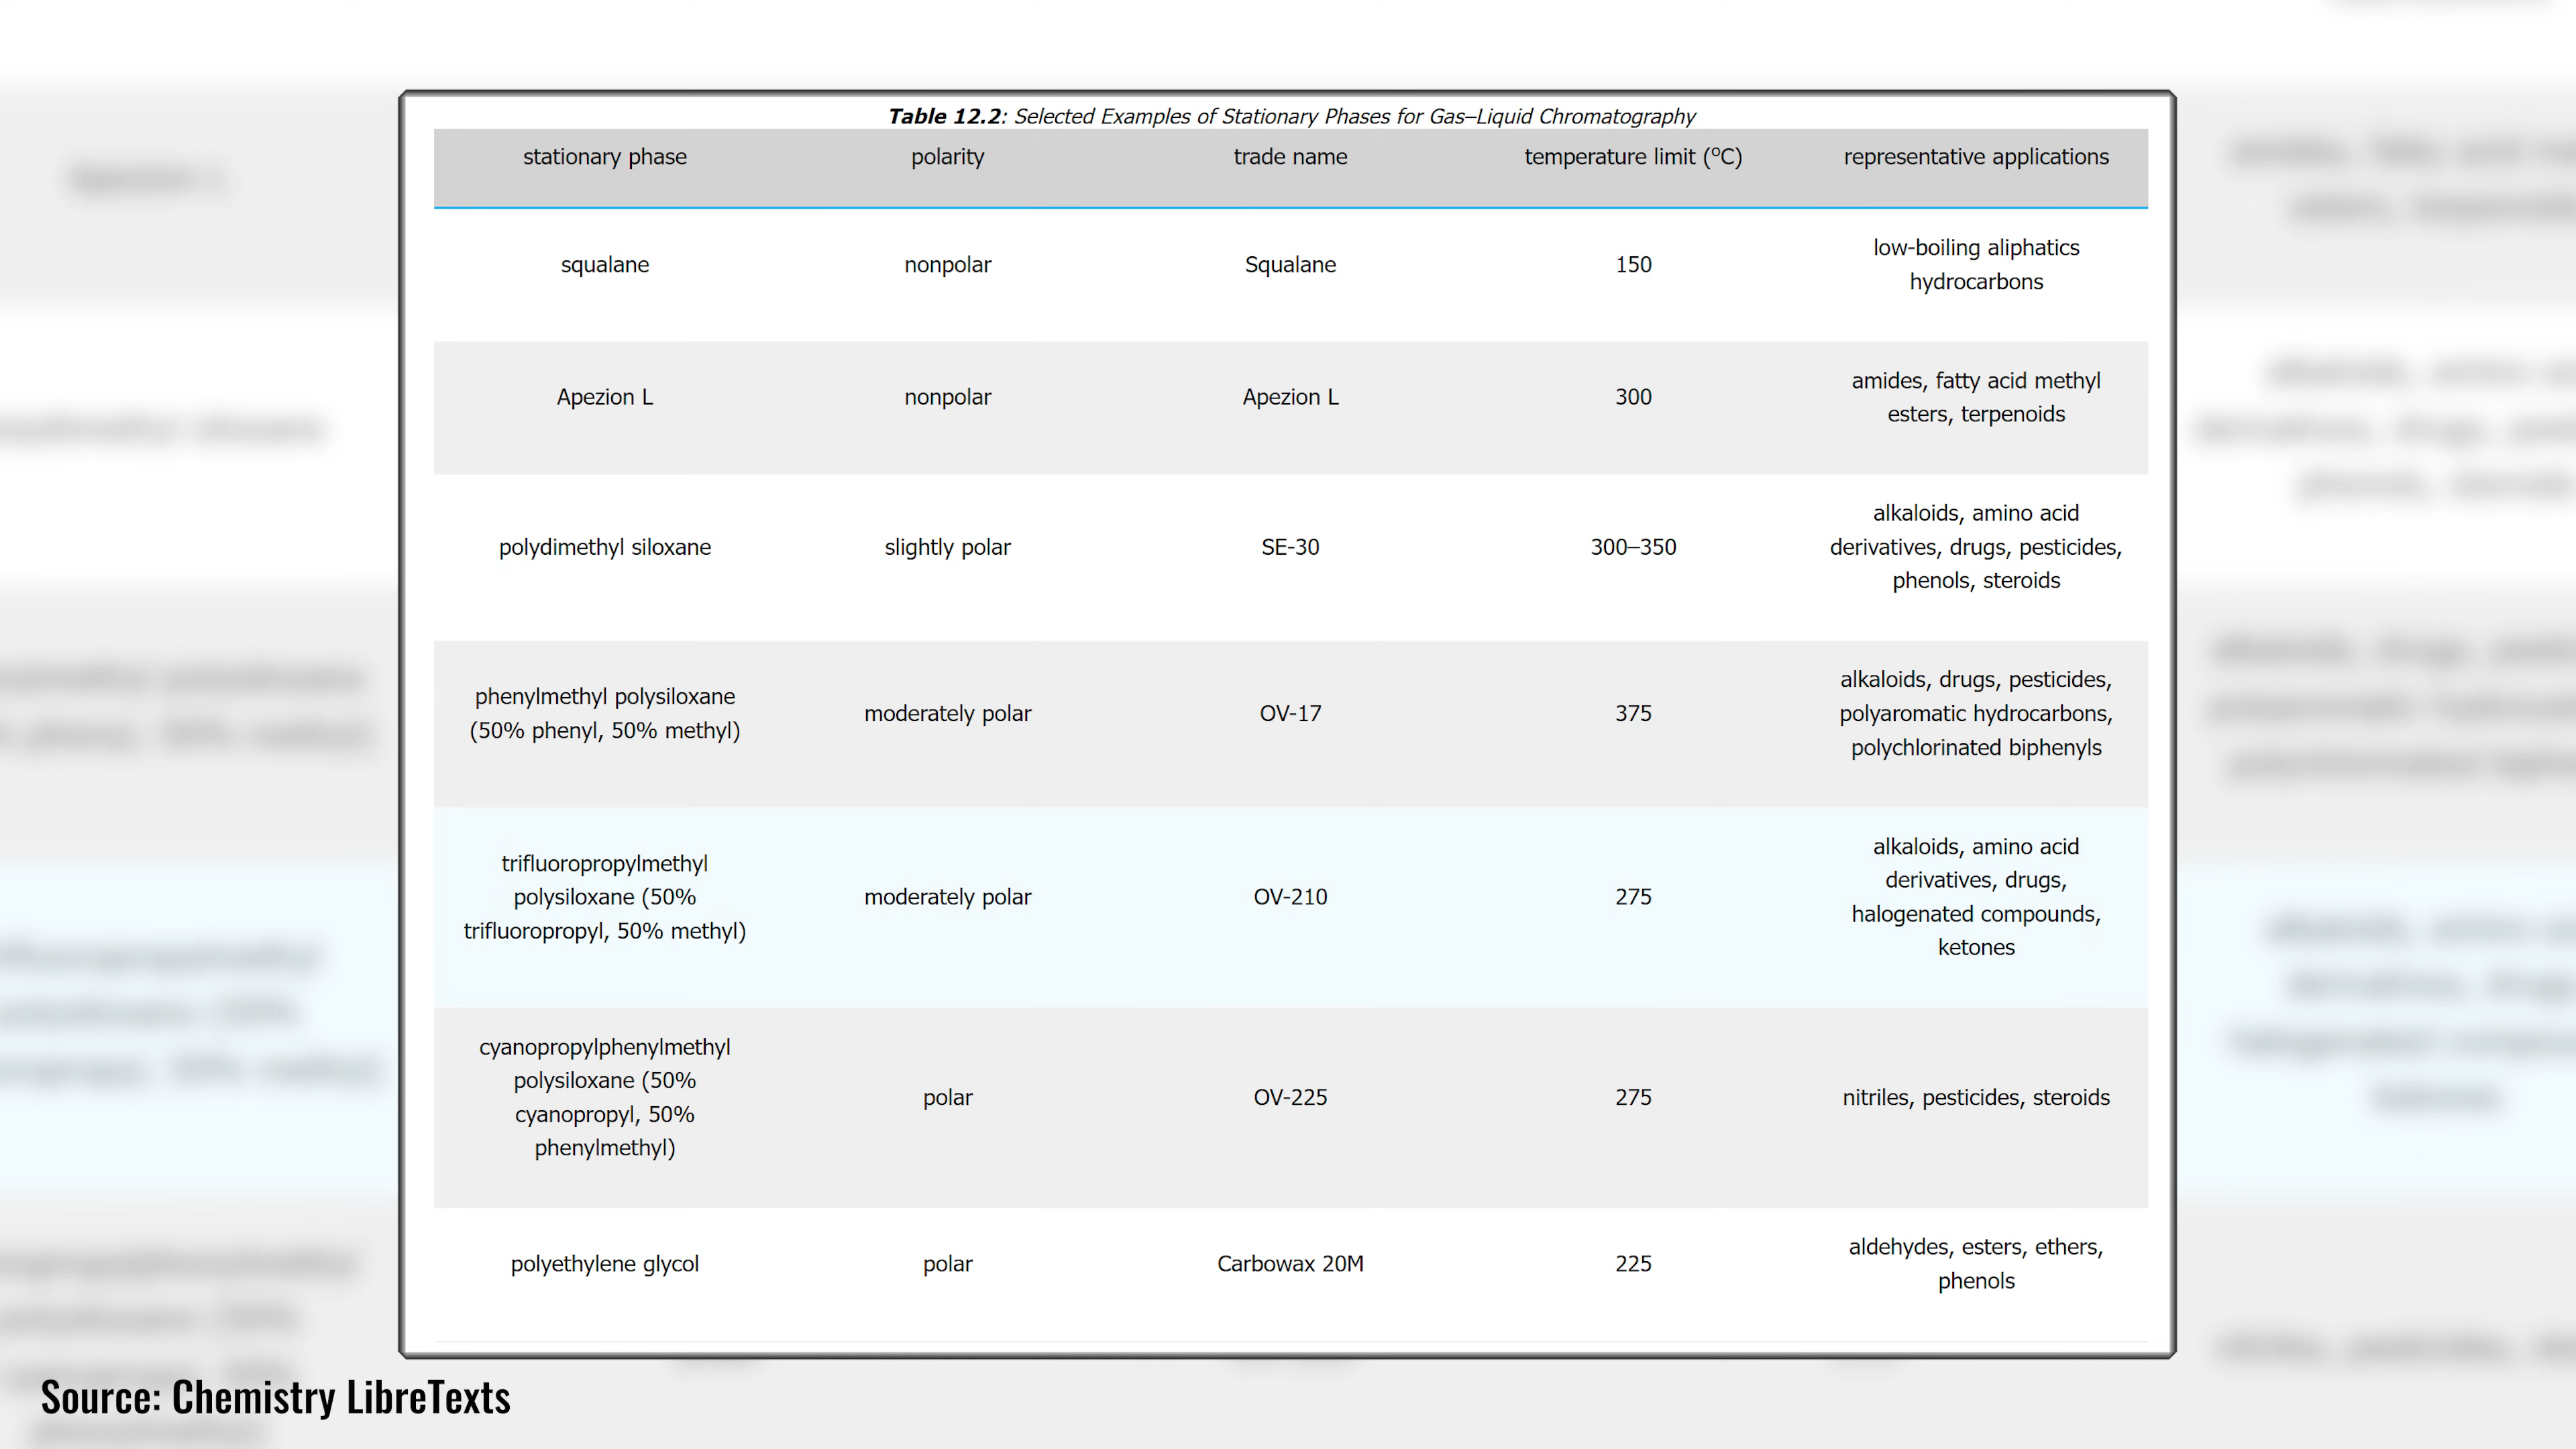 Table 12.2: Selected Examples of Stationary Phases for Gas–Liquid Chromatography
stationary phase polarity trade name temperature limit (°C) representative applications
squalane nonpolar Squalane 150 low-boiling aliphatics
hydrocarbons
Apezion L nonpolar Apezion L 300 amides, fatty acid methyl
esters, terpenoids
polydimethyl siloxane slightly polar SE-30 300–350 alkaloids, amino acid
derivatives, drugs, pesticides,
phenols, steroids
phenylmethyl polysiloxane
(50% phenyl, 50% methyl) moderately polar OV-17 375 alkaloids, drugs, pesticides,
polyaromatic hydrocarbons,
polychlorinated biphenyls
trifluoropropylmethyl
polysiloxane (50%
trifluoropropyl, 50% methyl) moderately polar OV-210 275 alkaloids, amino acid
derivatives, drugs,
halogenated compounds,
ketones
cyanopropylphenylmethyl
polysiloxane (50%
cyanopropyl, 50%
phenylmethyl) polar OV-225 275 nitriles, pesticides, steroids
polyethylene glycol polar Carbowax 20M 225 aldehydes, esters, ethers,
phenols
Source: Chemistry LibreTexts